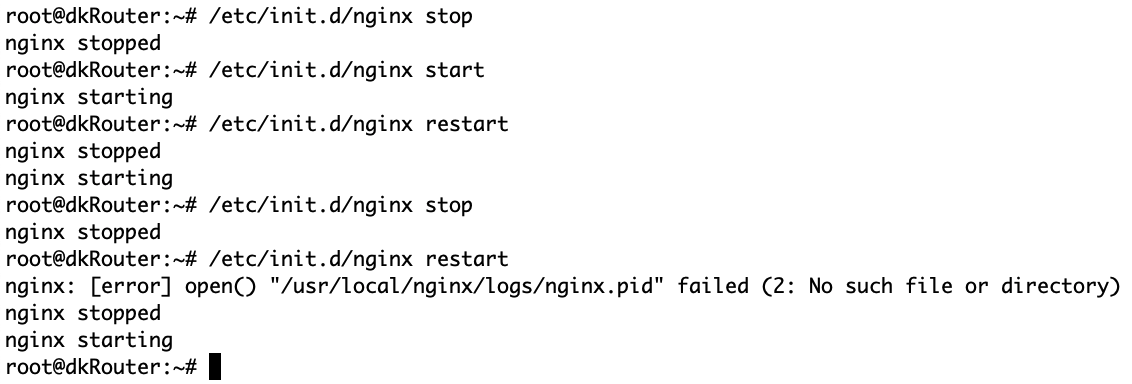 root@dkRouter:~# /etc/init.d/nginx stop
nginx stopped
root@dkRouter:~# /etc/init.d/nginx start
nginx starting
root@dkRouter:~# /etc/init.d/nginx restart
nginx stopped
nginx starting
root@dkRouter:~# /etc/init.d/nginx stop
nginx stopped
root@dkRouter:~# /etc/init.d/nginx restart
nginx: [error] open() "/usr/local/nginx/logs/nginx.pid" failed (2: No such file or directory)
nginx stopped
nginx starting
root@dkRouter:~#